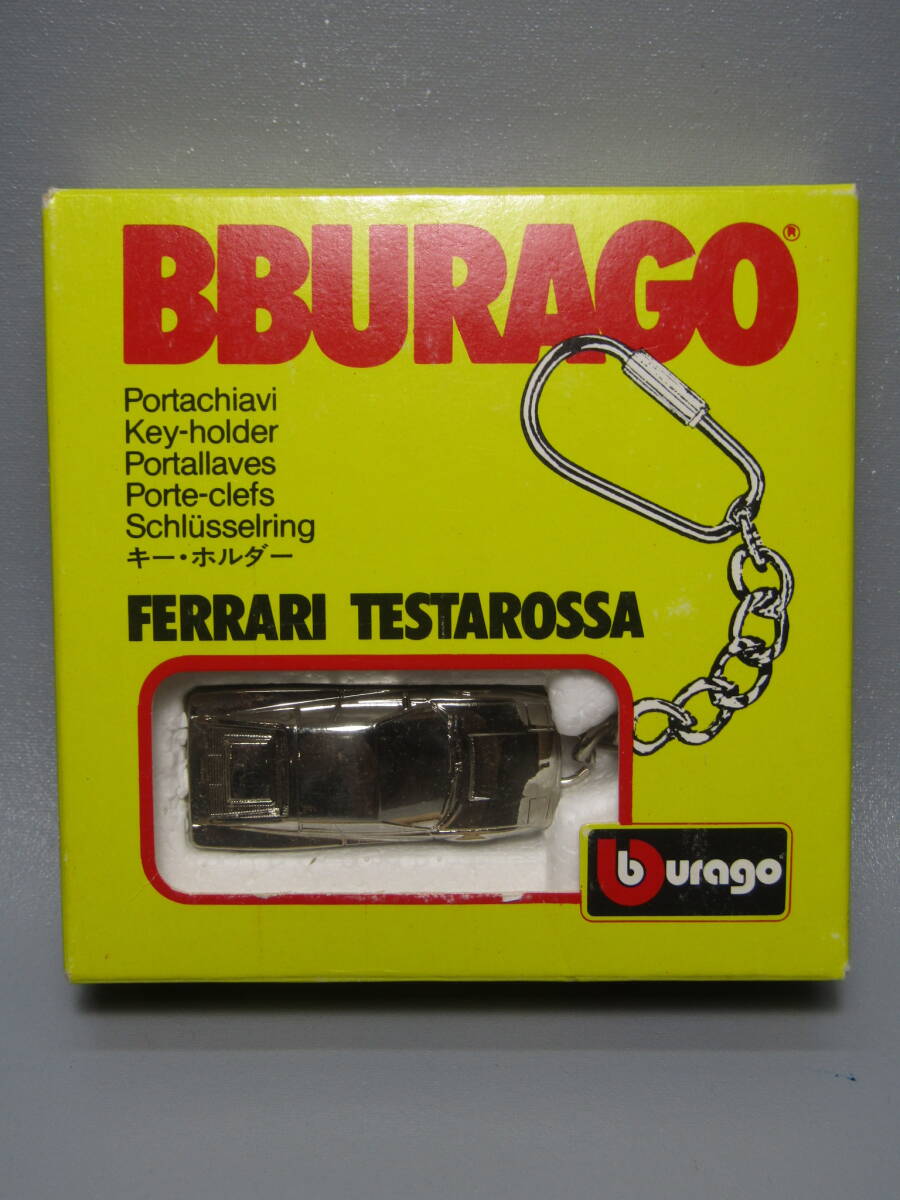 BBURAGO®
Portachiavi
Key-holder
Portallaves
Porte-clefs
Schlüsselring
キー・ホルダー
FERRARI TESTAROSSA
burago